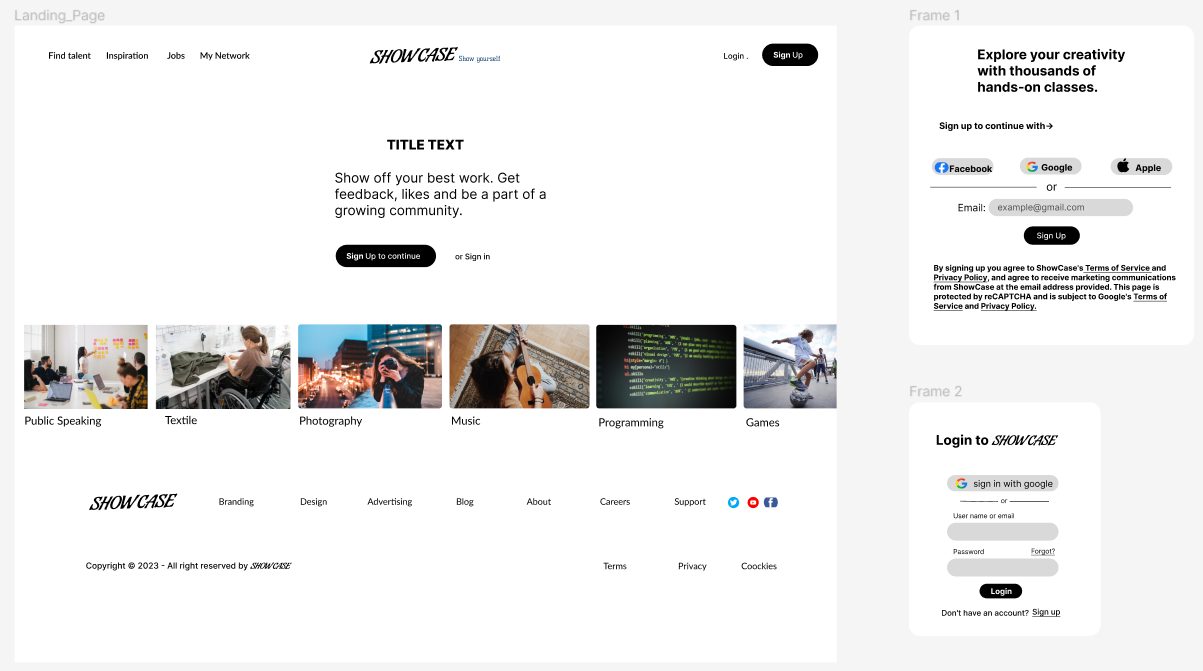 Landing_Page
Find talent Inspiration Jobs My Network
SHOWCASE Show yourself
Login .
Sign Up
TITLE TEXT
Show off your best work. Get
feedback, likes and be a part of a
growing community.
Sign Up to continue
or Sign in
Public Speaking
Textile
Photography
Music
Programming
Games
SHOWCASE
Branding
Design
Advertising
Blog
About
Careers
Support
Copyright © 2023 - All right reserved by SHOWCASE
Terms
Privacy
Coockies
Frame 1
Explore your creativity
with thousands of
hands-on classes.
Sign up to continue with→
Facebook
Google
Apple
or
Email: example@gmail.com
Sign Up
By signing up you agree to ShowCase's Terms of Service and
Privacy Policy, and agree to receive marketing communications
from ShowCase at the email address provided. This page is
protected by reCAPTCHA and is subject to Google's Terms of
Service and Privacy Policy.
Frame 2
Login to SHOWCASE
sign in with google
or
User name or email
Password
Forgot?
Login
Don't have an account? Sign up